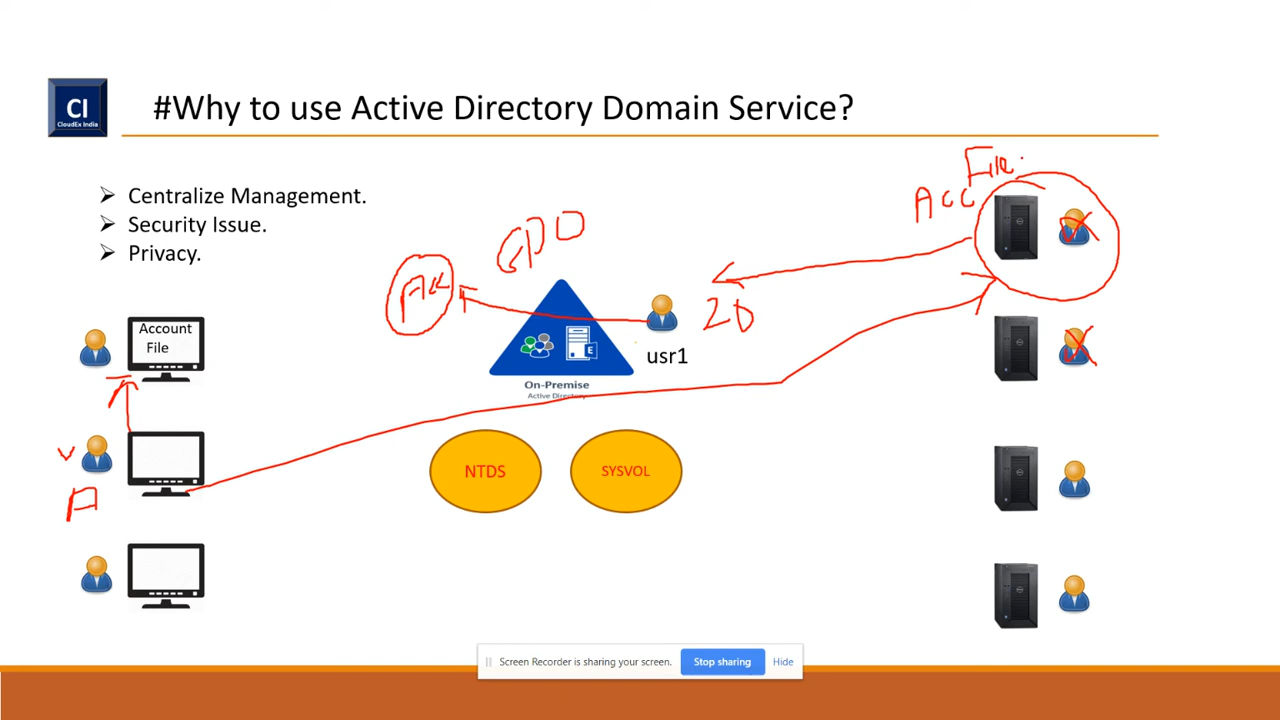 CI
CloudEx India
#Why to use Active Directory Domain Service?
➢ Centralize Management.
➢ Security Issue.
➢ Privacy.
File.
ACC
GPO
Account
File
usr1
On-Premise
Active Directory
NTDS
SYSVOL
A
E
Screen Recorder is sharing your screen.
Stop sharing
Hide